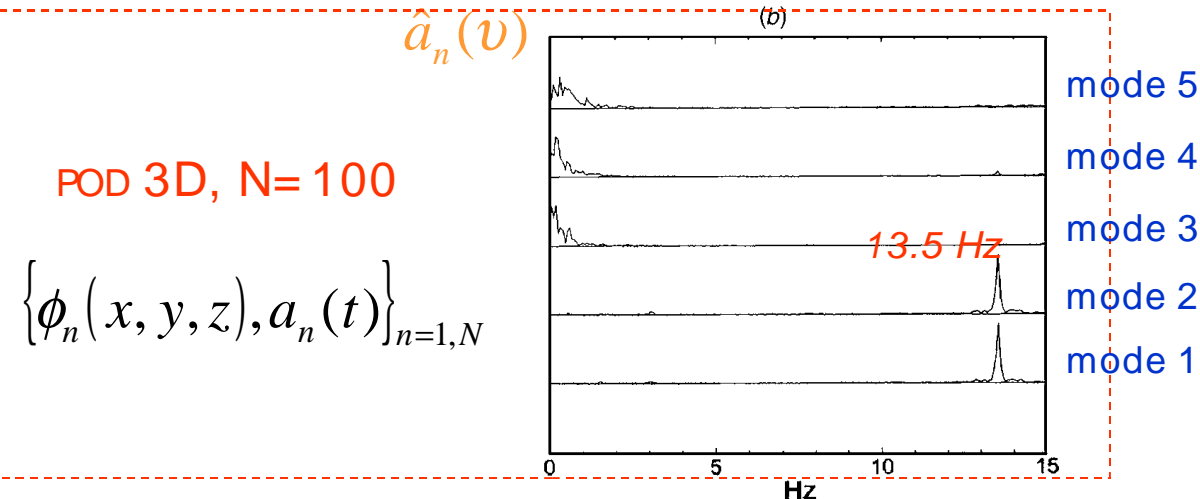 (b)
â_n(υ)
mode 5
mode 4
POD 3D, N= 100
mode 3
13.5 Hz
mode 2
{ϕ_n(x, y, z), a_n(t)}_{n=1,N}
mode 1
0 5 10 15
Hz